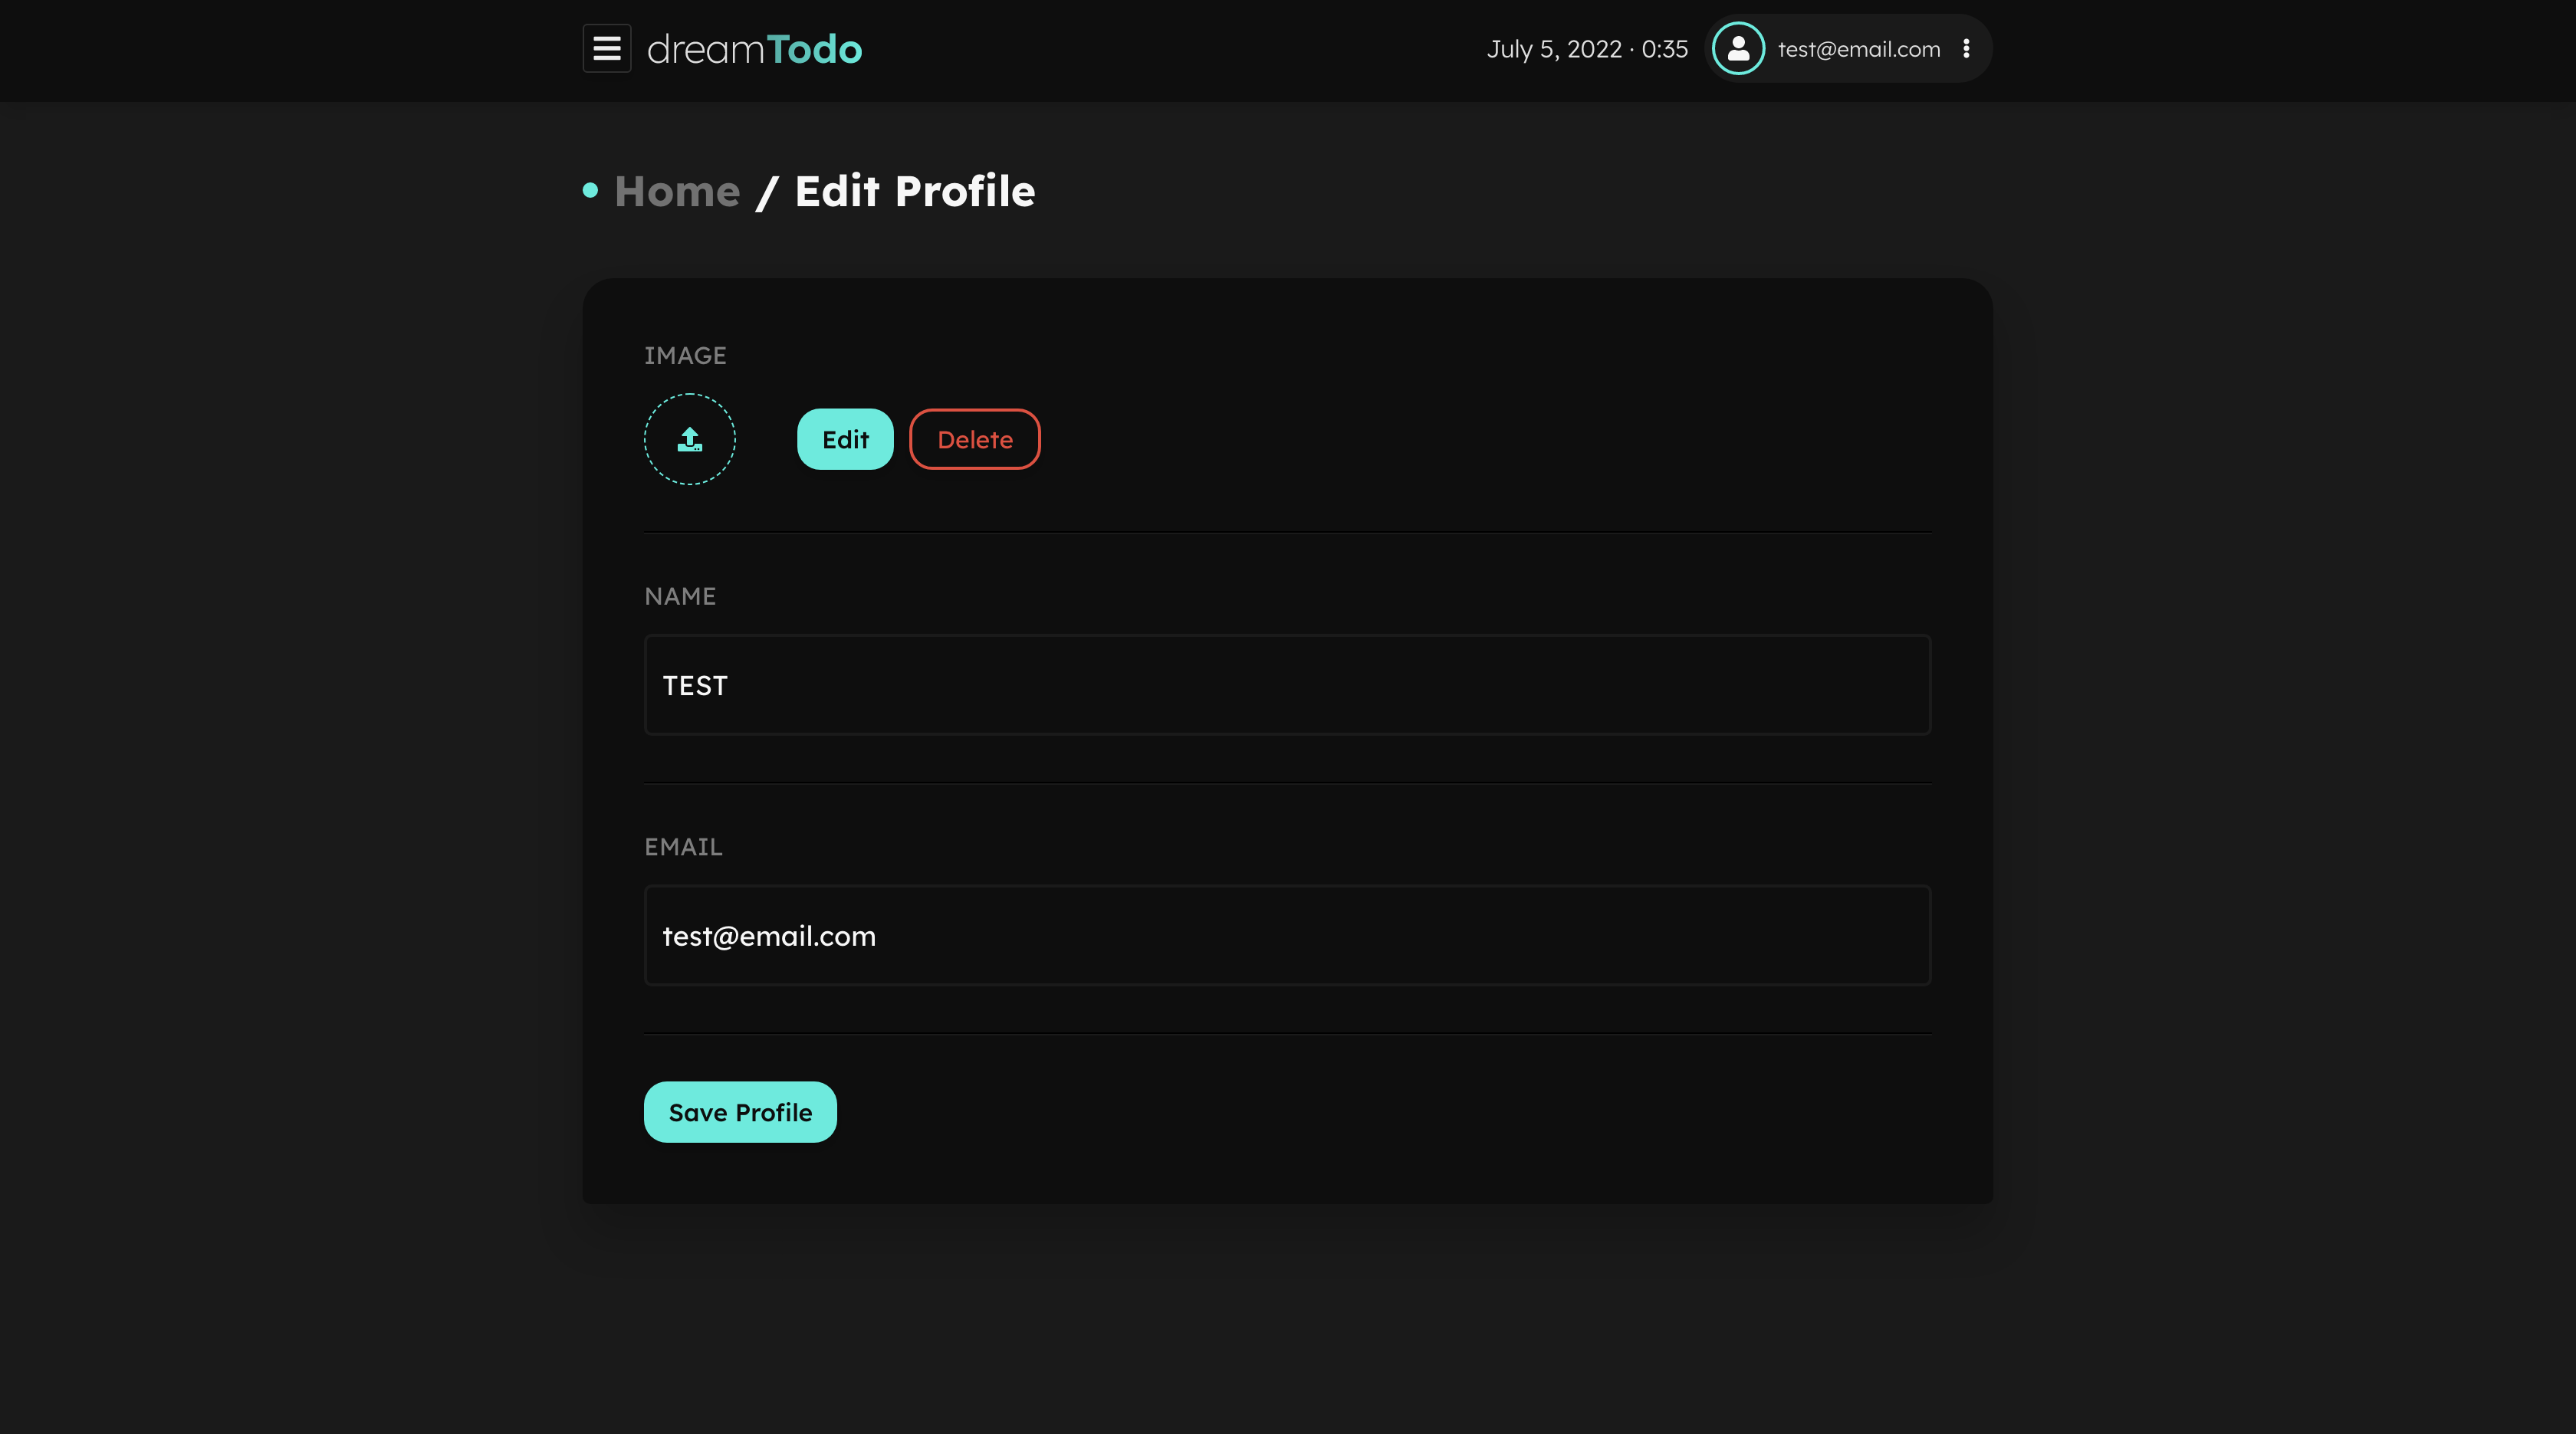 dreamTodo
July 5, 2022 · 0:35
test@email.com
Home / Edit Profile
IMAGE
Edit
Delete
NAME
TEST
EMAIL
test@email.com
Save Profile